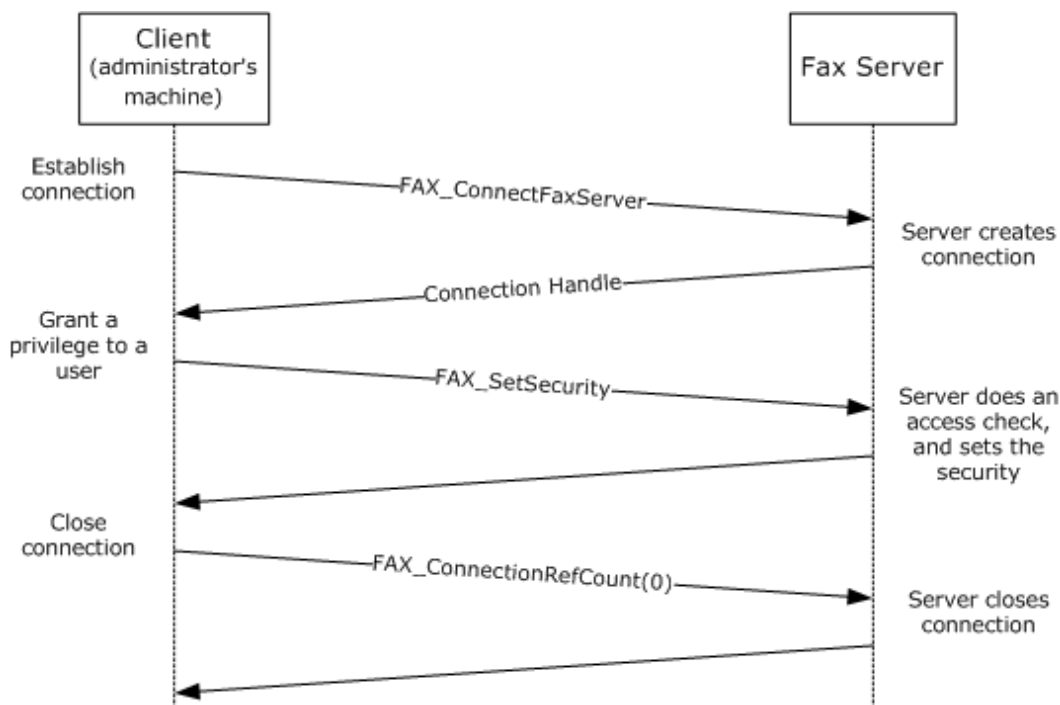 Client
(administrator's
machine)
Fax Server
Establish
connection
FAX_ConnectFaxServer
Server creates
connection
Connection Handle
Grant a
privilege to a
user
FAX_SetSecurity
Server does an
access check,
and sets the
security
Close
connection
FAX_ConnectionRefCount(0)
Server closes
connection